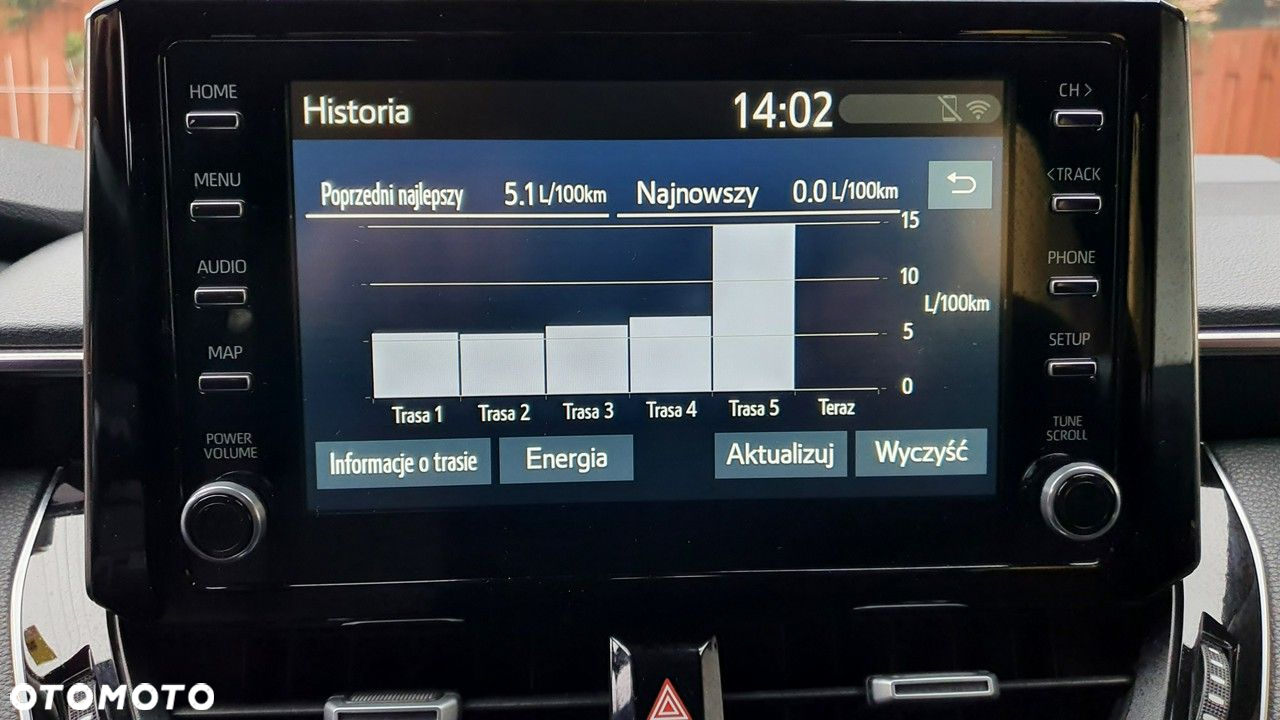 HOME
MENU
AUDIO
MAP
POWER
VOLUME
Historia 14:02
Poprzedni najlepszy 5.1 L/100km Najnowszy 0.0 L/100km
15
10
L/100km
5
0
Trasa 1 Trasa 2 Trasa 3 Trasa 4 Trasa 5 Teraz
Informacje o trasie Energia Aktualizuj Wyczyść
CH >
< TRACK
PHONE
SETUP
TUNE
SCROLL
OTOMOTO